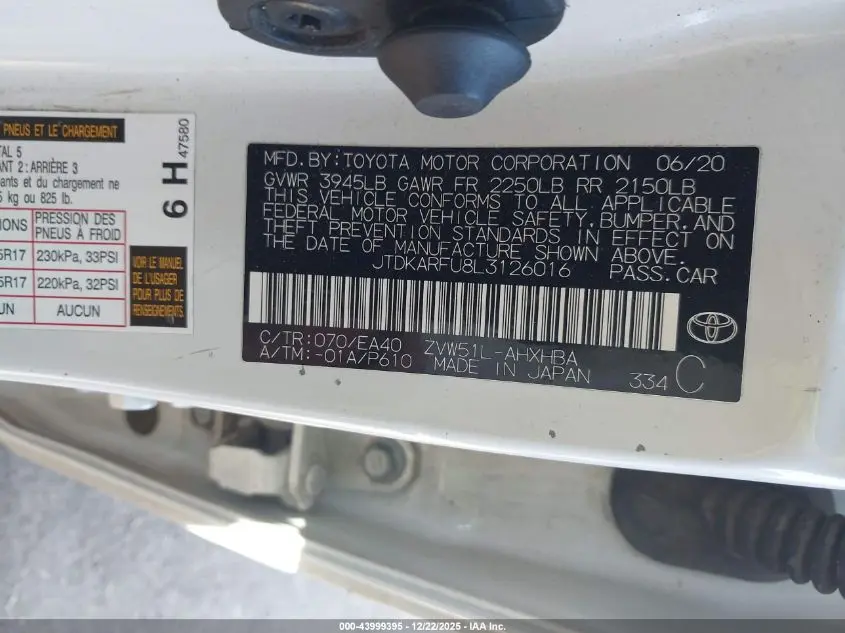 PNEUS ET LE CHARGEMENT
TAL 5
ANT 2 : ARRIÈRE 3
ants et du chargement ne
5 kg ou 825 lb.
IONS PRESSION DES PNEUS À FROID
5R17 230kPa, 33PSI
5R17 220kPa, 32PSI
UN AUCUN
VOIR LE MANUEL
DE L'USAGER
POUR PLUS DE
RENSEIGNEMENTS.
6 H 47580
MFD. BY: TOYOTA MOTOR CORPORATION 06/20
GVWR 3945LB GAWR FR 2250LB RR 2150LB
THIS VEHICLE CONFORMS TO ALL APPLICABLE
FEDERAL MOTOR VEHICLE SAFETY, BUMPER, AND
THEFT PREVENTION STANDARDS IN EFFECT ON
THE DATE OF MANUFACTURE SHOWN ABOVE.
JTDKARFU8L3126016 PASS. CAR
C/TR: 070/EA40 ZVW51L-AHXHBA
A/TM: -01A/P610 MADE IN JAPAN 334 C
000-43999395 - 12/22/2025 - IAA Inc.